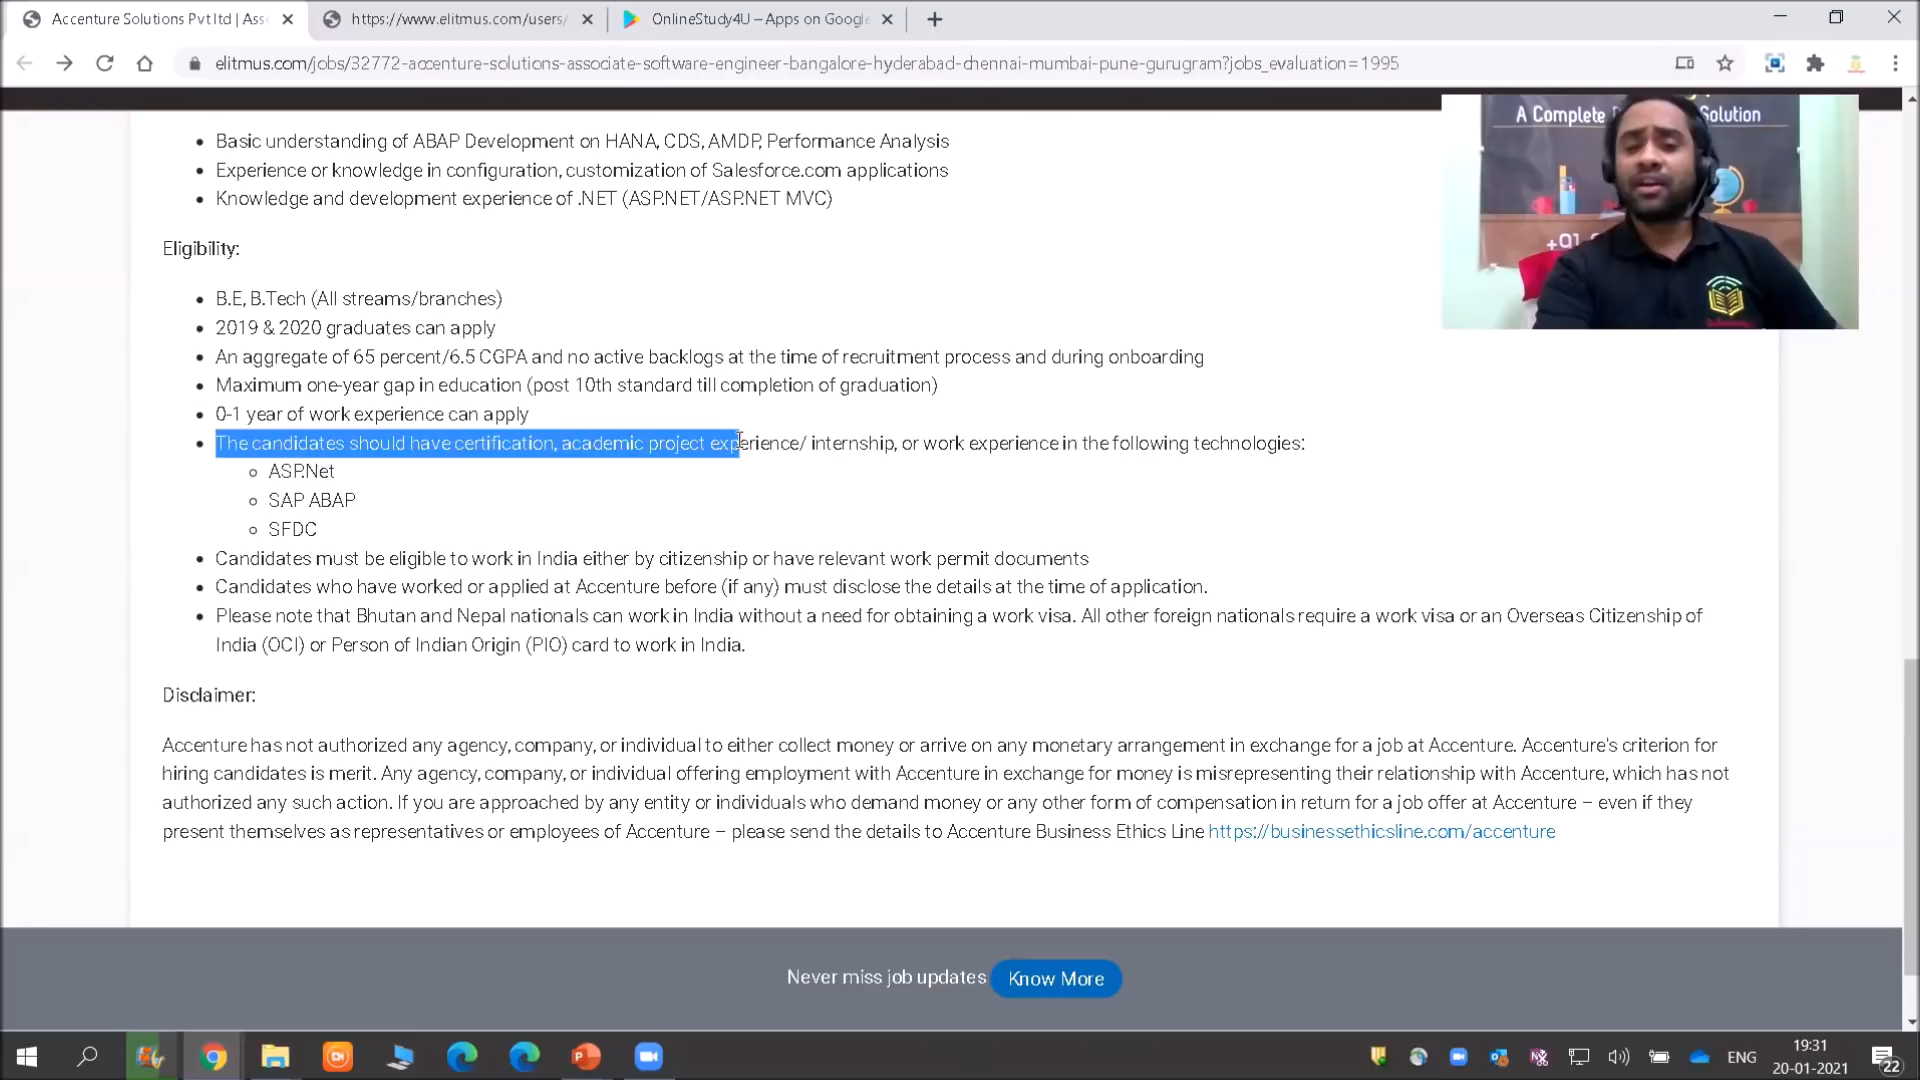 Accenture Solutions Pvt ltd | Ass
https://www.elitmus.com/users/
OnlineStudy4U – Apps on Google
elitmus.com/jobs/32772-accenture-solutions-associate-software-engineer-bangalore-hyderabad-chennai-mumbai-pune-gurugram?jobs_evaluation=1995
A Complete
Solution
+91
Basic understanding of ABAP Development on HANA, CDS, AMDP, Performance Analysis
Experience or knowledge in configuration, customization of Salesforce.com applications
Knowledge and development experience of .NET (ASP.NET/ASP.NET MVC)
Eligibility:
B.E, B.Tech (All streams/branches)
2019 & 2020 graduates can apply
An aggregate of 65 percent/6.5 CGPA and no active backlogs at the time of recruitment process and during onboarding
Maximum one-year gap in education (post 10th standard till completion of graduation)
0-1 year of work experience can apply
The candidates should have certification, academic project experience/ internship, or work experience in the following technologies:
ASP.Net
SAP ABAP
SFDC
Candidates must be eligible to work in India either by citizenship or have relevant work permit documents
Candidates who have worked or applied at Accenture before (if any) must disclose the details at the time of application.
Please note that Bhutan and Nepal nationals can work in India without a need for obtaining a work visa. All other foreign nationals require a work visa or an Overseas Citizenship of
India (OCI) or Person of Indian Origin (PIO) card to work in India.
Disclaimer:
Accenture has not authorized any agency, company, or individual to either collect money or arrive on any monetary arrangement in exchange for a job at Accenture. Accenture's criterion for
hiring candidates is merit. Any agency, company, or individual offering employment with Accenture in exchange for money is misrepresenting their relationship with Accenture, which has not
authorized any such action. If you are approached by any entity or individuals who demand money or any other form of compensation in return for a job offer at Accenture – even if they
present themselves as representatives or employees of Accenture – please send the details to Accenture Business Ethics Line https://businessethicsline.com/accenture
Never miss job updates Know More
ENG
19:31
20-01-2021
22